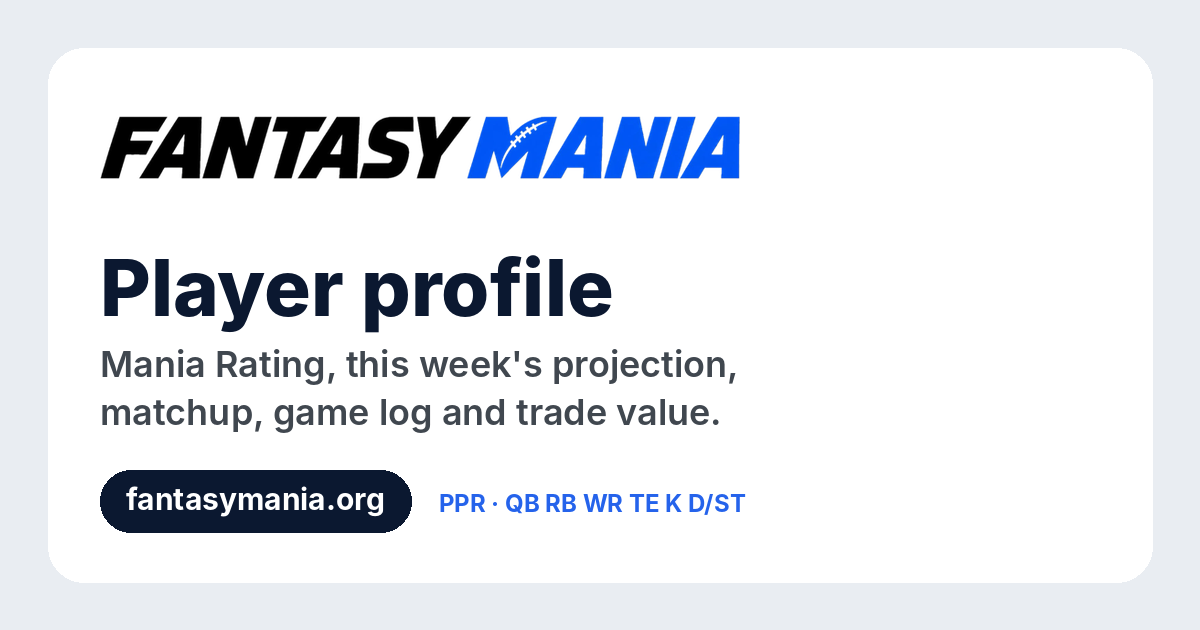 FANTASY MANIA
Player profile
Mania Rating, this week's projection,
matchup, game log and trade value.
fantasymania.org
PPR · QB RB WR TE K D/ST